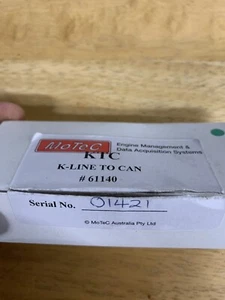 MoTeC
Engine Management &
Data Acquisition Systems
KTC
K-LINE TO CAN
# 61140
Serial No. 01421
© MoTeC Australia Pty Ltd